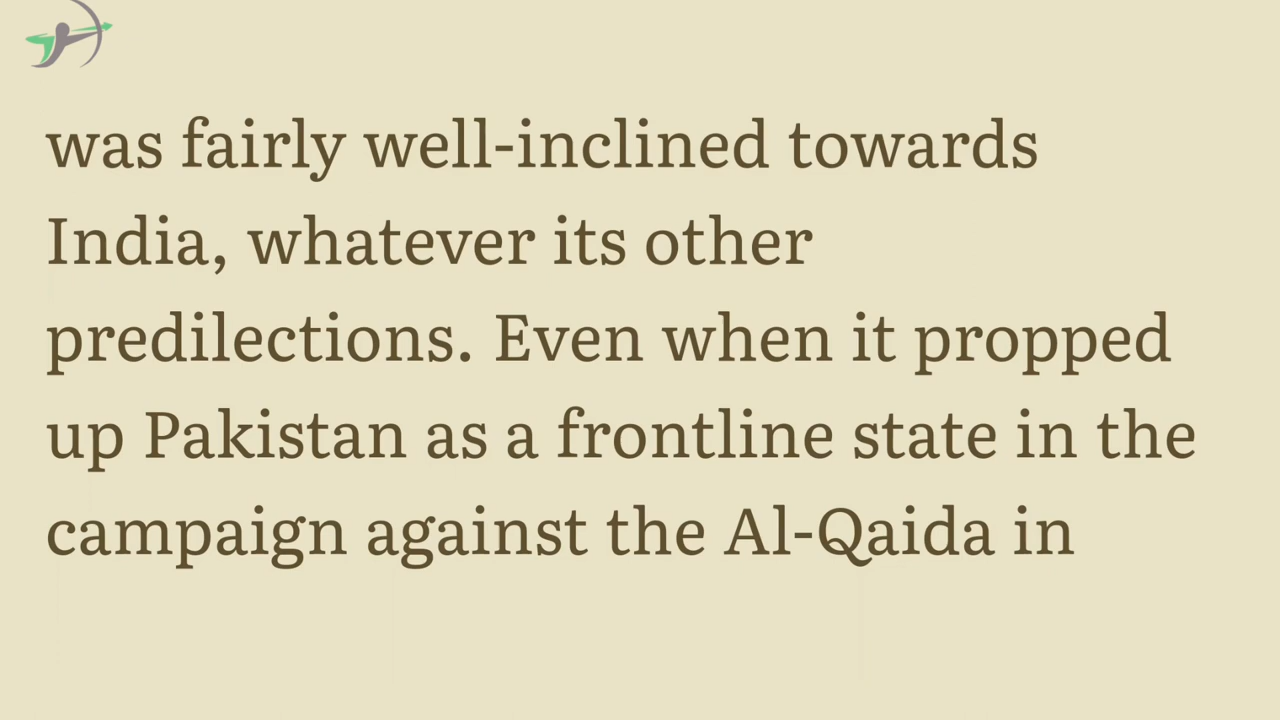 was fairly well-inclined towards
India, whatever its other
predilections. Even when it propped
up Pakistan as a frontline state in the
campaign against the Al-Qaida in